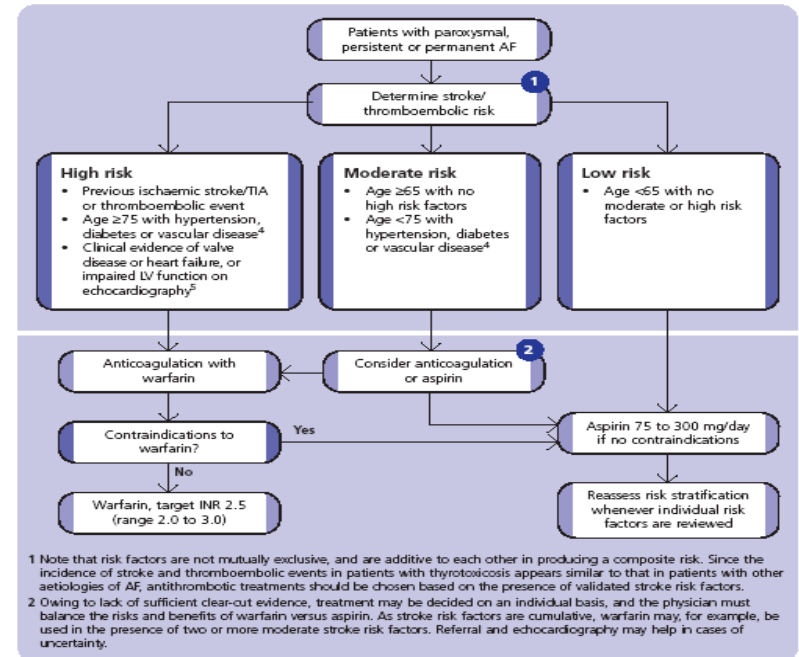 Patients with paroxysmal,
persistent or permanent AF
1
Determine stroke/
thromboembolic risk
High risk
• Previous ischaemic stroke/TIA
or thromboembolic event
• Age ≥75 with hypertension,
diabetes or vascular disease4
• Clinical evidence of valve
disease or heart failure, or
impaired LV function on
echocardiography5
Moderate risk
• Age ≥65 with no
high risk factors
• Age <75 with
hypertension, diabetes
or vascular disease4
Low risk
• Age <65 with no
moderate or high risk
factors
Anticoagulation with
warfarin
2
Consider anticoagulation
or aspirin
Contraindications to
warfarin?
Yes
Aspirin 75 to 300 mg/day
if no contraindications
No
Warfarin, target INR 2.5
(range 2.0 to 3.0)
Reassess risk stratification
whenever individual risk
factors are reviewed
1 Note that risk factors are not mutually exclusive, and are additive to each other in producing a composite risk. Since the
incidence of stroke and thromboembolic events in patients with thyrotoxicosis appears similar to that in patients with other
aetiologies of AF, antithrombotic treatments should be chosen based on the presence of validated stroke risk factors.
2 Owing to lack of sufficient clear-cut evidence, treatment may be decided on an individual basis, and the physician must
balance the risks and benefits of warfarin versus aspirin. As stroke risk factors are cumulative, warfarin may, for example, be
used in the presence of two or more moderate stroke risk factors. Referral and echocardiography may help in cases of
uncertainty.